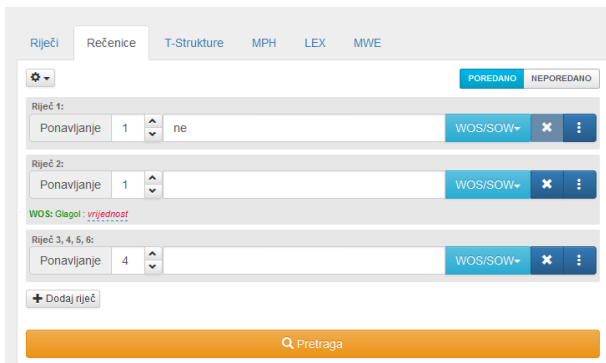 Riječi Rečenice T-Strukture MPH LEX MWE
POREDANO NEPOREDANO
Riječ 1:
Ponavljanje 1 ne WOS/SOW
Riječ 2:
Ponavljanje 1 WOS/SOW
WOS: Glagol : vrijednost
Riječ 3, 4, 5, 6:
Ponavljanje 4 WOS/SOW
Dodaj riječ
Pretraga